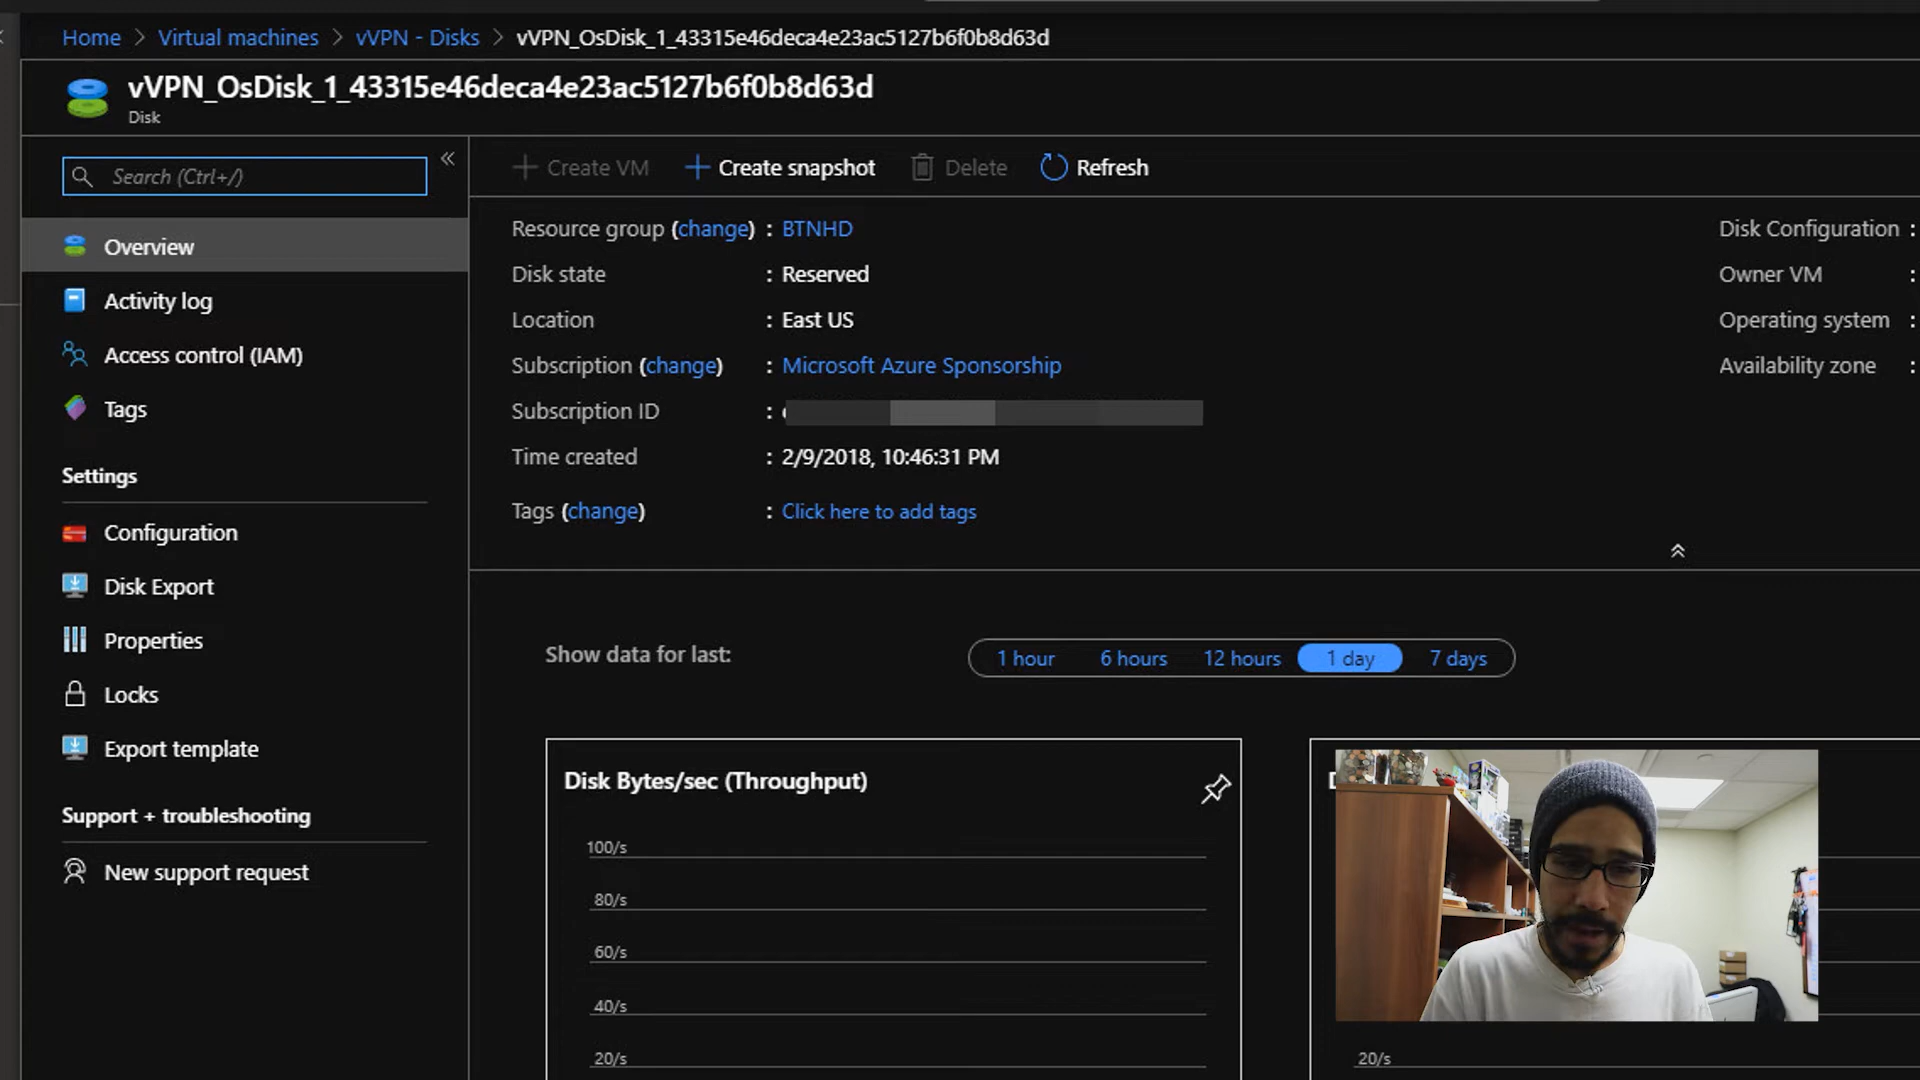 Home > Virtual machines > vVPN - Disks > vVPN_OsDisk_1_43315e46deca4e23ac5127b6f0b8d63d
vVPN_OsDisk_1_43315e46deca4e23ac5127b6f0b8d63d
Disk
Search (Ctrl+/)
«
Create VM
Create snapshot
Delete
Refresh
Overview
Activity log
Access control (IAM)
Tags
Settings
Configuration
Disk Export
Properties
Locks
Export template
Support + troubleshooting
New support request
Resource group (change) : BTNHD
Disk state : Reserved
Location : East US
Subscription (change) : Microsoft Azure Sponsorship
Subscription ID :
Time created : 2/9/2018, 10:46:31 PM
Tags (change) : Click here to add tags
Disk Configuration :
Owner VM :
Operating system :
Availability zone :
Show data for last:
1 hour 6 hours 12 hours 1 day 7 days
Disk Bytes/sec (Throughput)
100/s
80/s
60/s
40/s
20/s
20/s